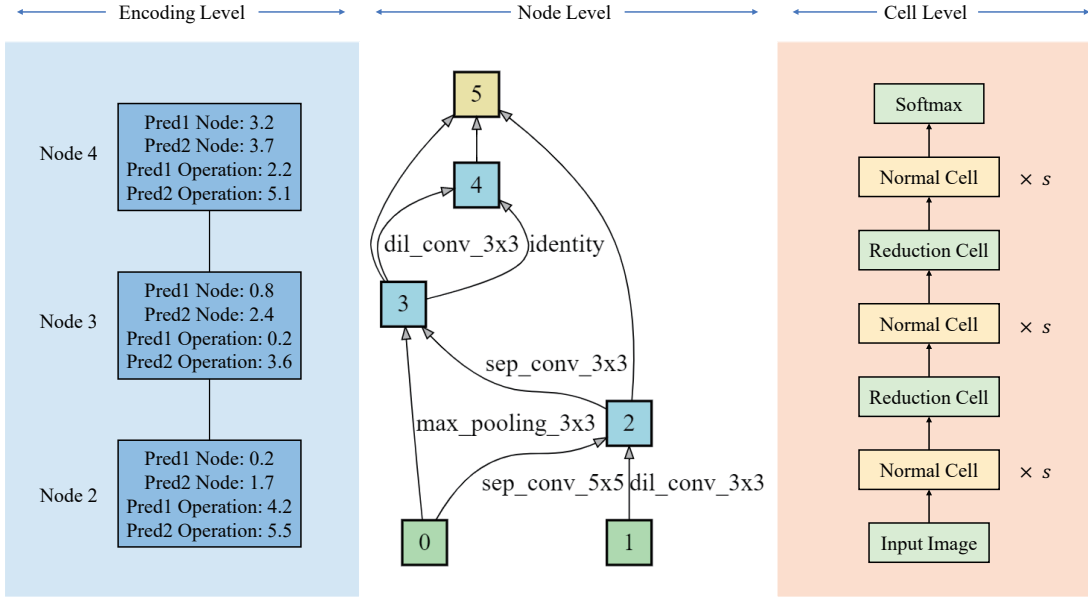 Encoding Level
Node Level
Cell Level
Node 4
Pred1 Node: 3.2
Pred2 Node: 3.7
Pred1 Operation: 2.2
Pred2 Operation: 5.1
Node 3
Pred1 Node: 0.8
Pred2 Node: 2.4
Pred1 Operation: 0.2
Pred2 Operation: 3.6
Node 2
Pred1 Node: 0.2
Pred2 Node: 1.7
Pred1 Operation: 4.2
Pred2 Operation: 5.5
5
4
dil_conv_3x3
identity
3
sep_conv_3x3
max_pooling_3x3
2
sep_conv_5x5
dil_conv_3x3
0
1
Softmax
Normal Cell × s
Reduction Cell
Normal Cell × s
Reduction Cell
Normal Cell × s
Input Image